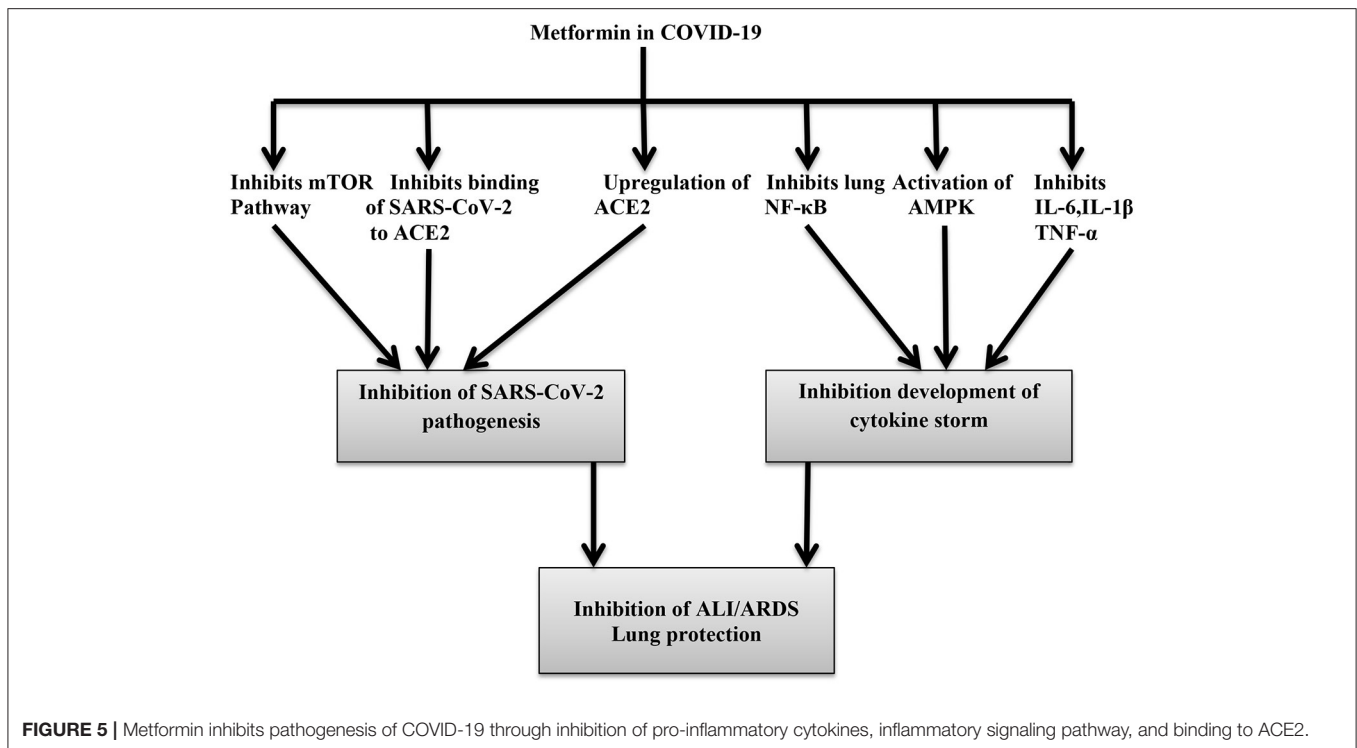 Metformin in COVID-19
Inhibits mTOR
Pathway
Inhibits binding
of SARS-CoV-2
to ACE2
Upregulation of
ACE2
Inhibits lung
NF-κB
Activation of
AMPK
Inhibits
IL-6,IL-1β
TNF-α
Inhibition of SARS-CoV-2
pathogenesis
Inhibition development of
cytokine storm
Inhibition of ALI/ARDS
Lung protection
FIGURE 5 | Metformin inhibits pathogenesis of COVID-19 through inhibition of pro-inflammatory cytokines, inflammatory signaling pathway, and binding to ACE2.